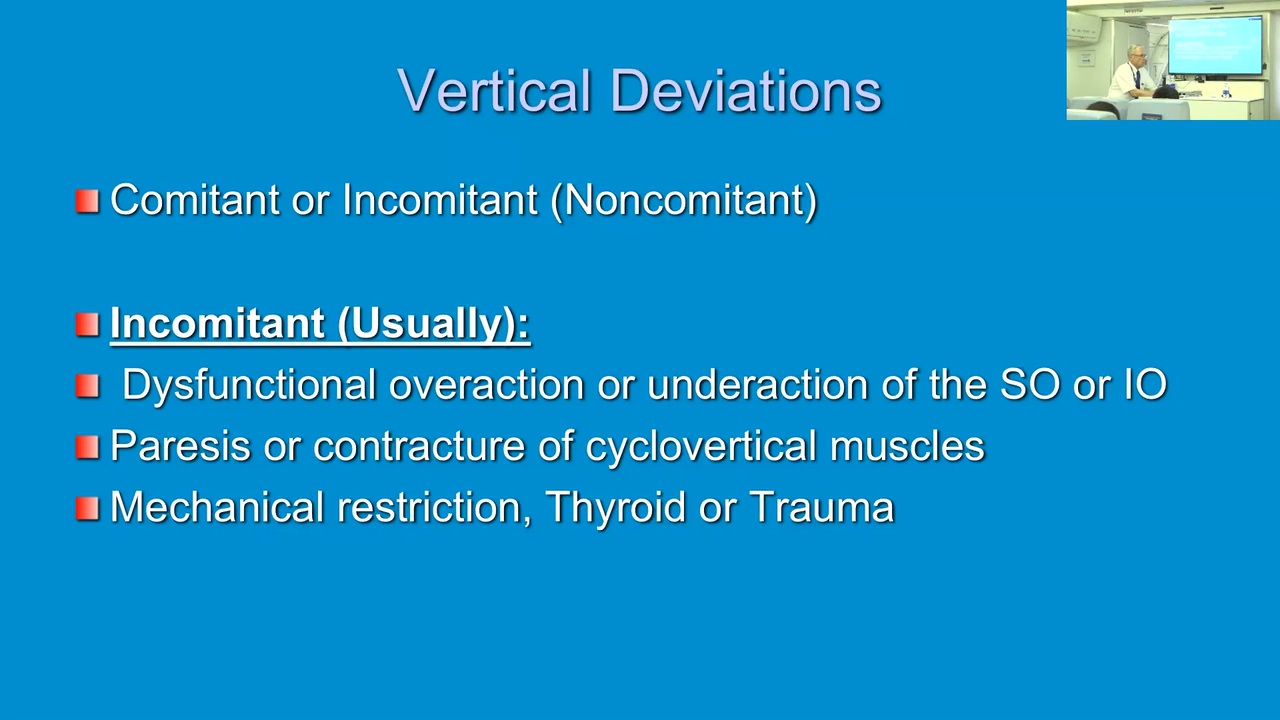 Vertical Deviations
Comitant or Incomitant (Noncomitant)
Incomitant (Usually):
Dysfunctional overaction or underaction of the SO or IO
Paresis or contracture of cyclovertical muscles
Mechanical restriction, Thyroid or Trauma